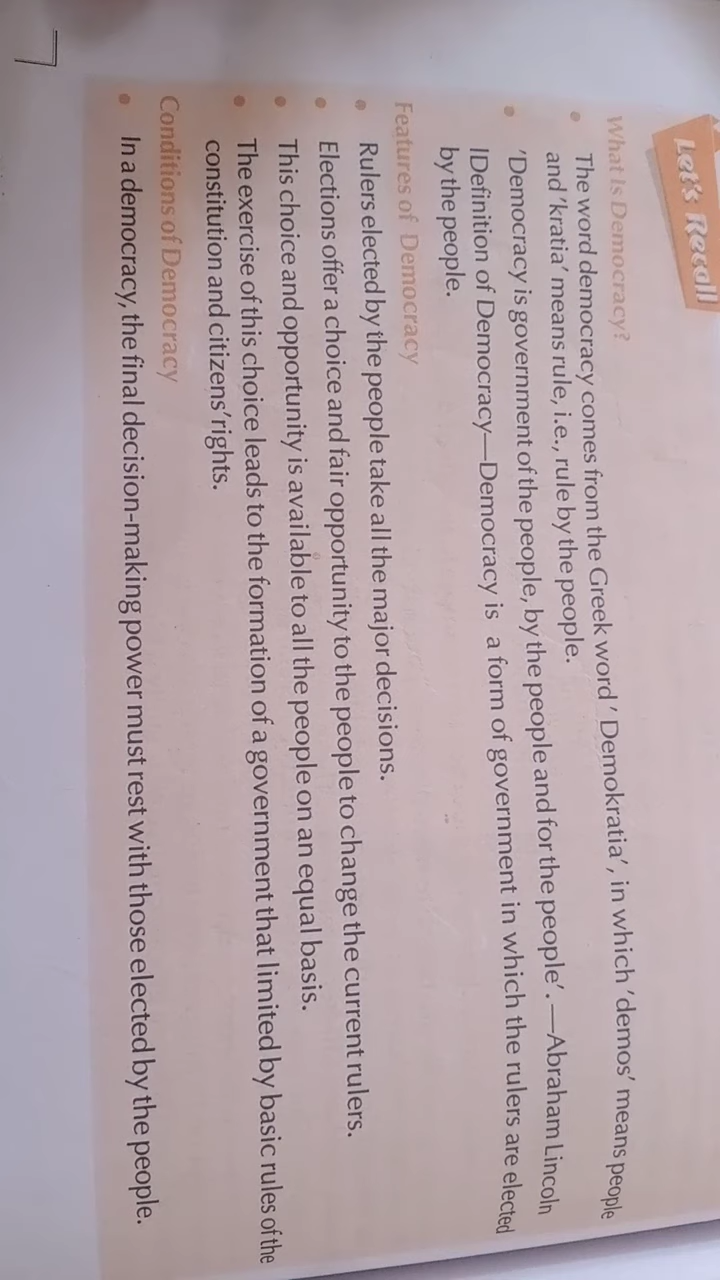 Let's Recall
What Is Democracy?
The word democracy comes from the Greek word ' Demokratia', in which 'demos' means people
and 'kratia' means rule, i.e., rule by the people.
'Democracy is government of the people, by the people and for the people'. —Abraham Lincoln
lDefinition of Democracy—Democracy is a form of government in which the rulers are elected
by the people.
Features of Democracy
Rulers elected by the people take all the major decisions.
Elections offer a choice and fair opportunity to the people to change the current rulers.
This choice and opportunity is available to all the people on an equal basis.
The exercise of this choice leads to the formation of a government that limited by basic rules of the
constitution and citizens' rights.
Conditions of Democracy
In a democracy, the final decision-making power must rest with those elected by the people.